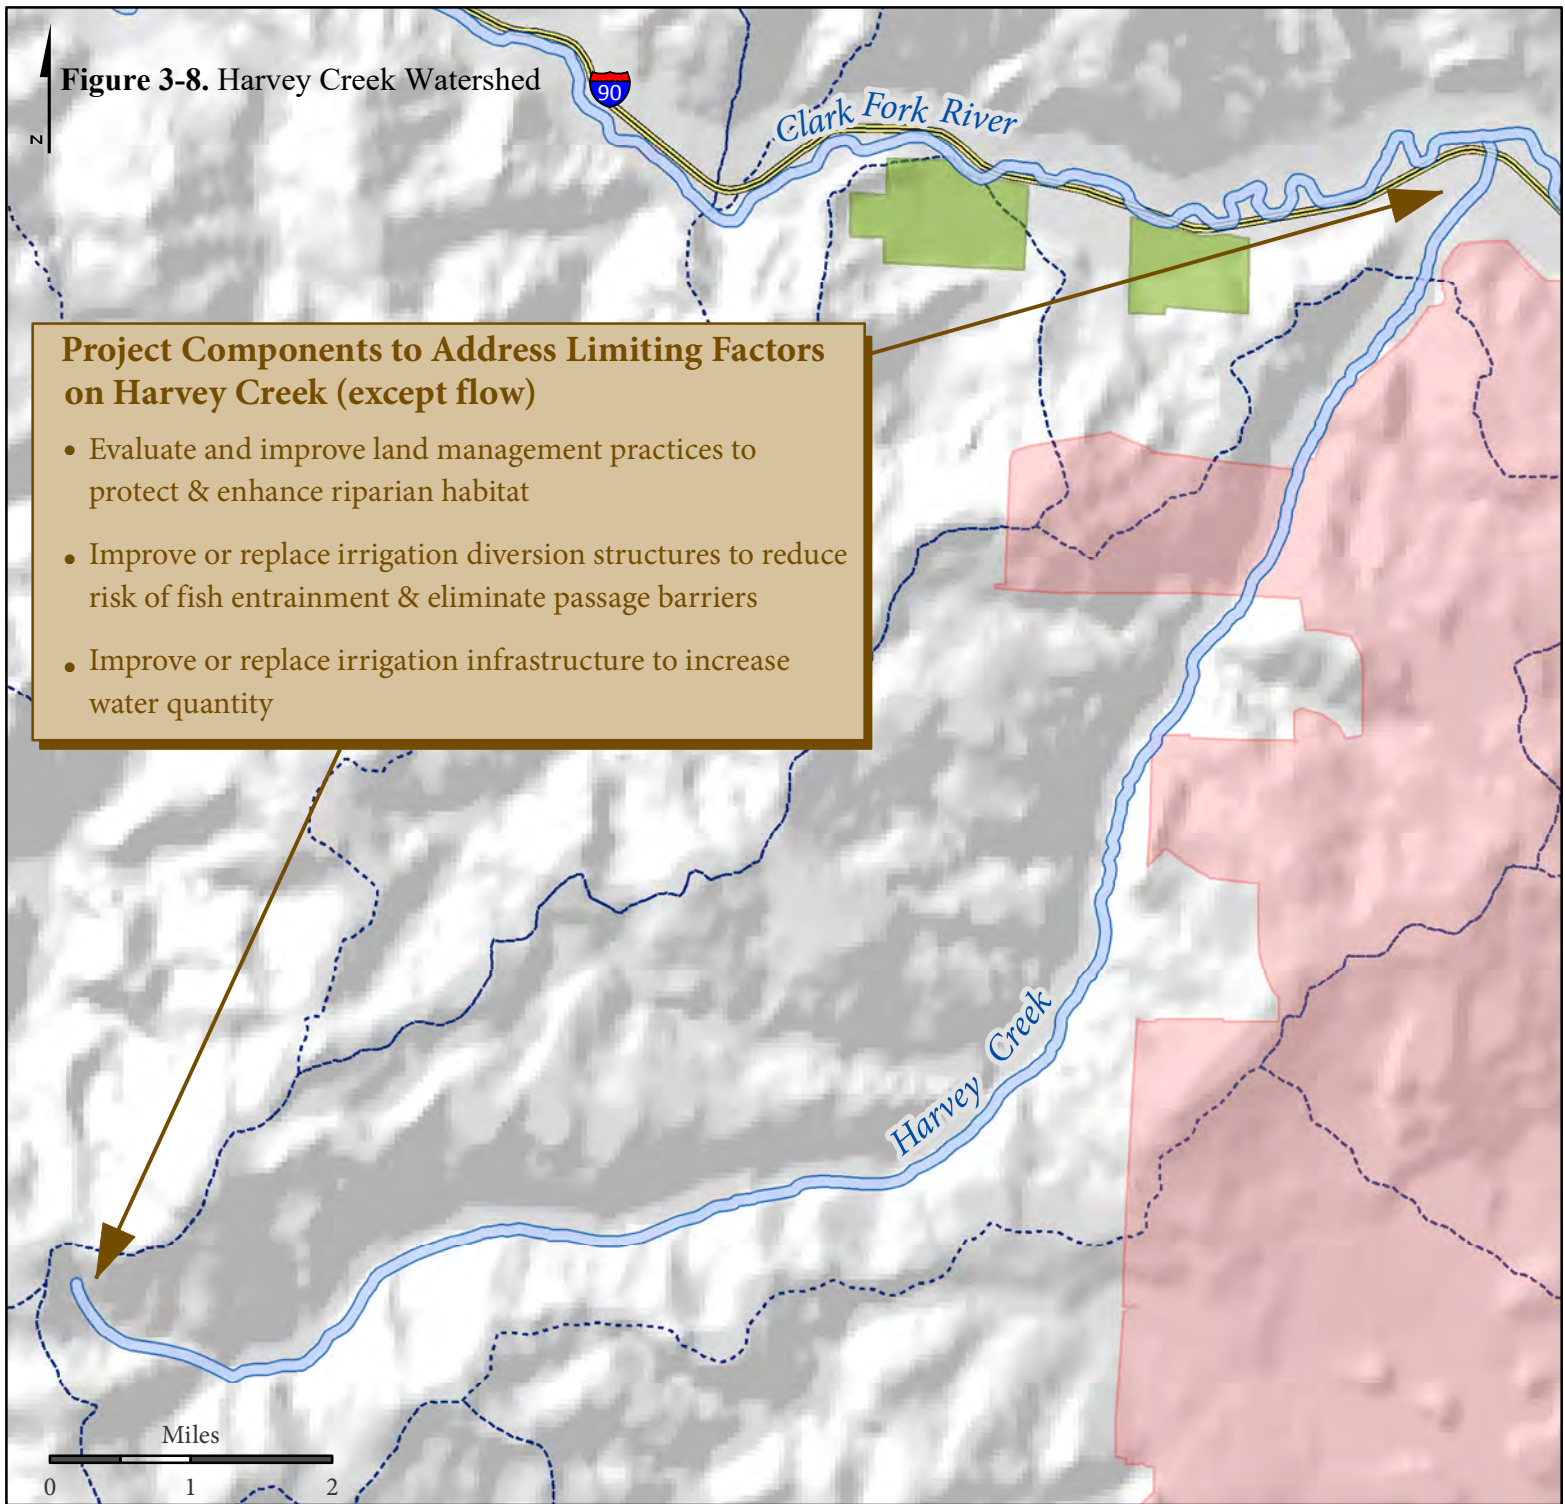 Figure 3-8. Harvey Creek Watershed
N
90
Clark Fork River
Project Components to Address Limiting Factors
on Harvey Creek (except flow)
• Evaluate and improve land management practices to
protect & enhance riparian habitat
• Improve or replace irrigation diversion structures to reduce
risk of fish entrainment & eliminate passage barriers
• Improve or replace irrigation infrastructure to increase
water quantity
Harvey Creek
Miles
0 1 2